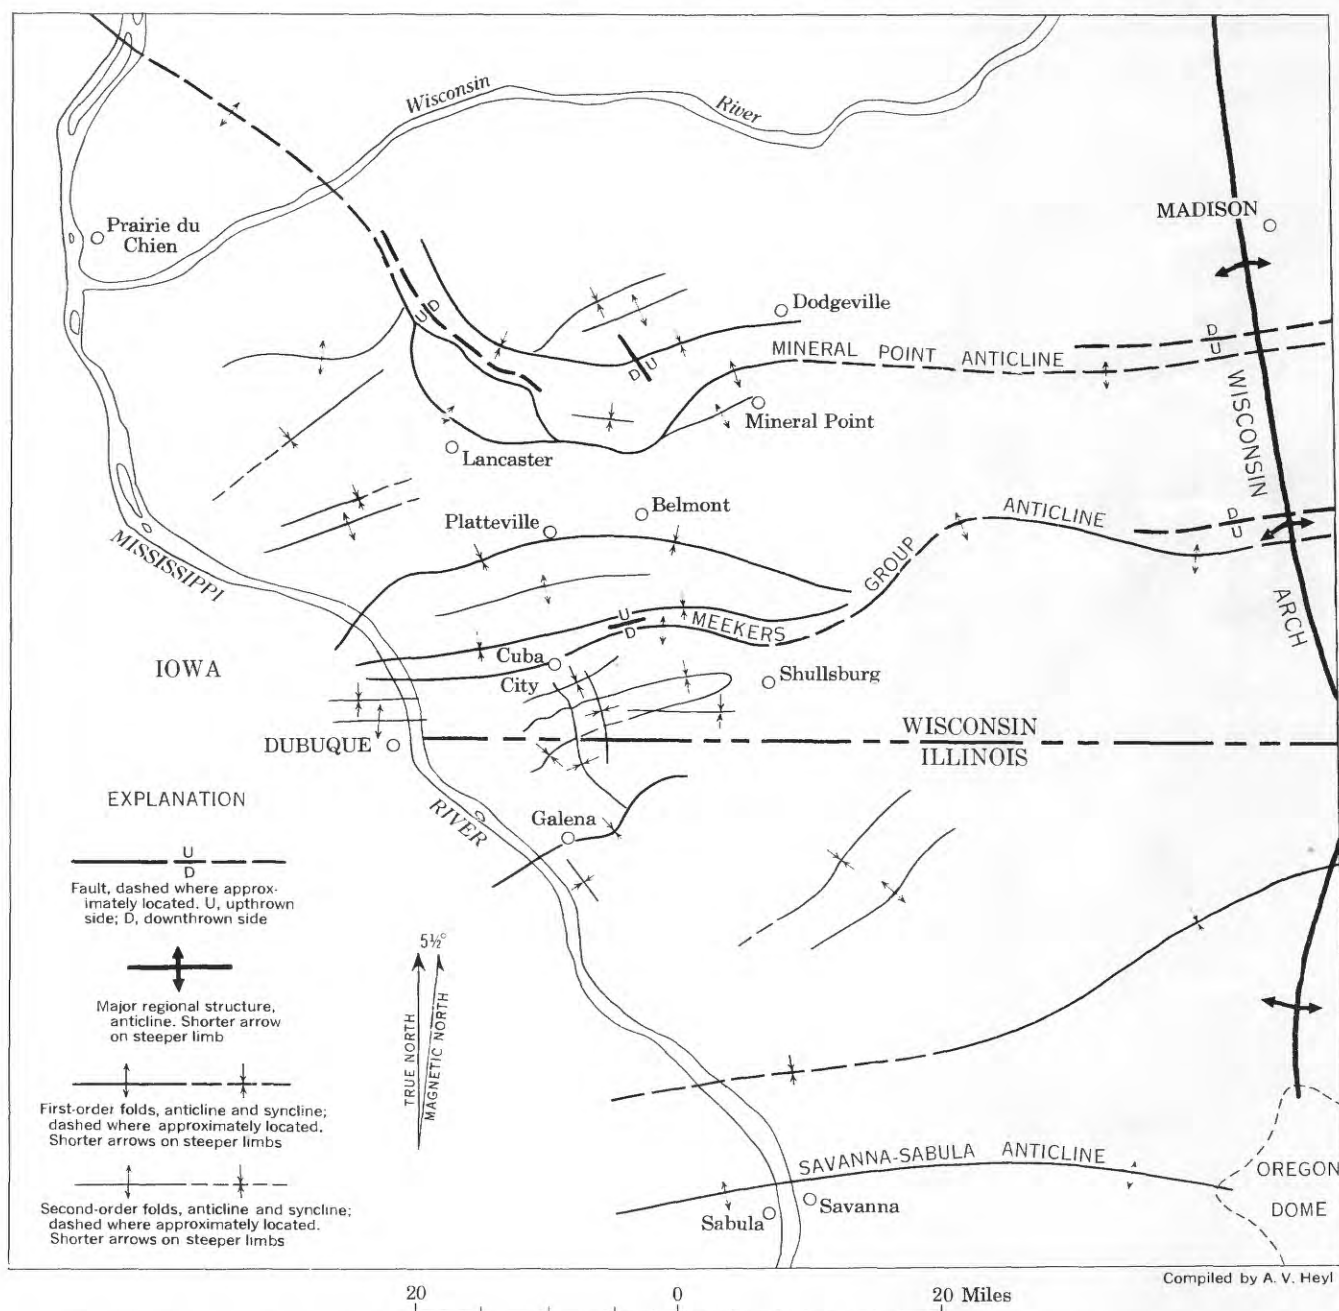 Wisconsin
River
Prairie du
Chien
MADISON
U D
Dodgeville
D
U
D U
MINERAL POINT ANTICLINE
WISCONSIN
ARCH
Mineral Point
Lancaster
Platteville
Belmont
ANTICLINE
GROUP
MEEKERS
D
U
MISSISSIPPI
RIVER
U
D
IOWA
Cuba
City
Shullsburg
WISCONSIN
ILLINOIS
DUBUQUE
Galena
EXPLANATION
U
D
Fault, dashed where approx-
imately located. U, upthrown
side; D, downthrown side
Major regional structure,
anticline. Shorter arrow
on steeper limb
First-order folds, anticline and syncline;
dashed where approximately located.
Shorter arrows on steeper limbs
Second-order folds, anticline and syncline;
dashed where approximately located.
Shorter arrows on steeper limbs
5½°
TRUE NORTH
MAGNETIC NORTH
SAVANNA-SABULA ANTICLINE
Savanna
Sabula
OREGON
DOME
Compiled by A. V. Heyl
20 0 20 Miles